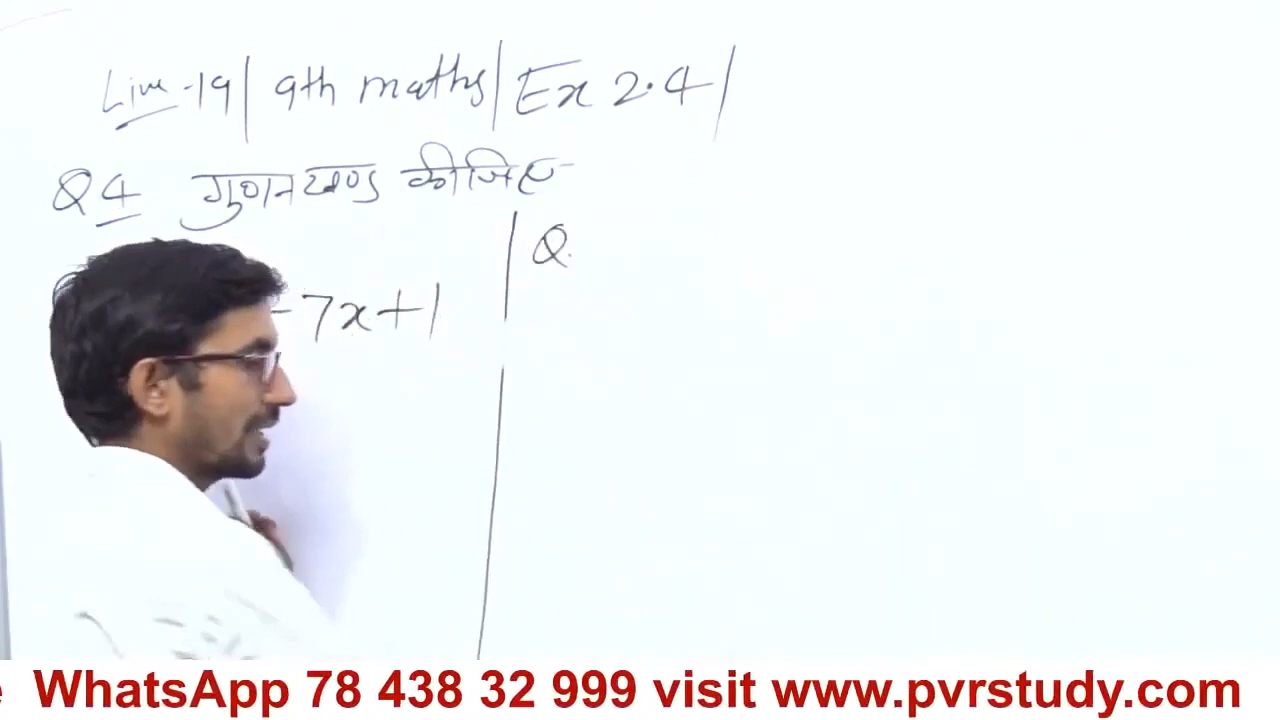 Live-19| 9th maths| Ex 2.4|
Q 4 गुणनखण्ड कीजिए
- 7x+1
Q.
WhatsApp 78 438 32 999 visit www.pvrstudy.com